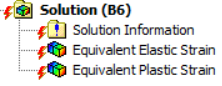 Solution (B6)
Solution Information
Equivalent Elastic Strain
Equivalent Plastic Strain